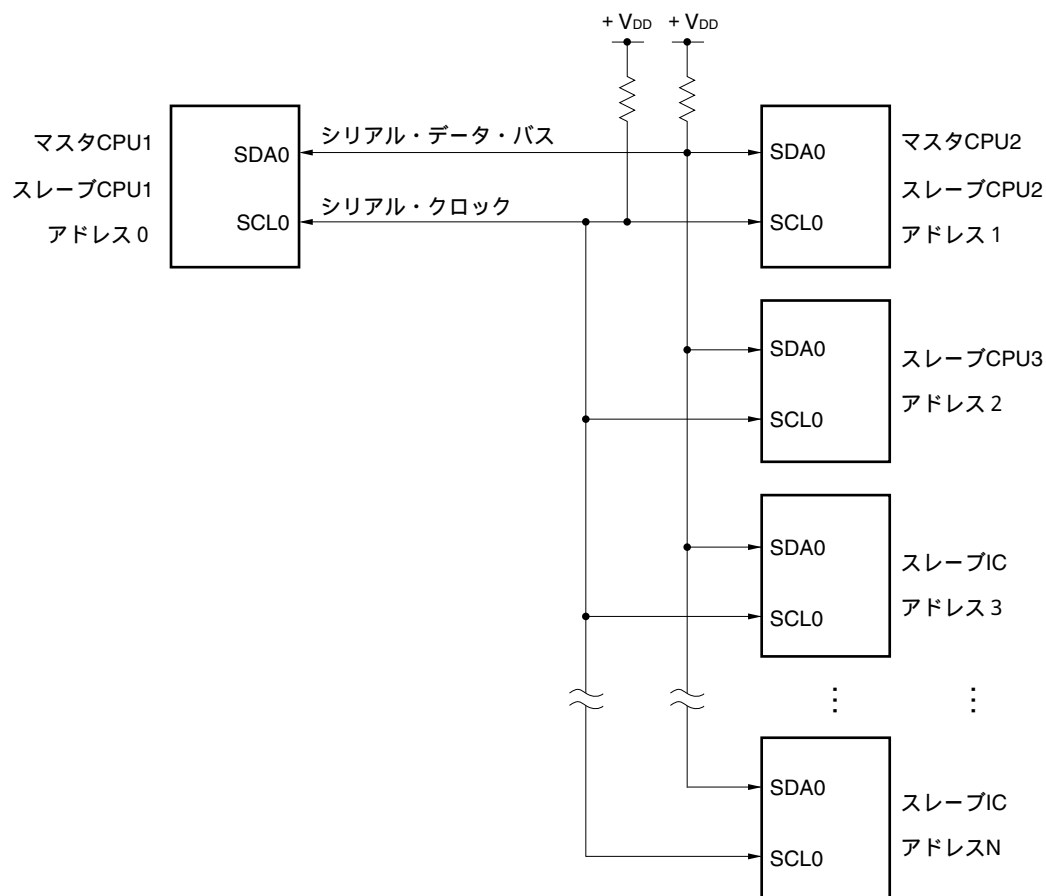 + VDD
+ VDD
マスタCPU1
スレーブCPU1
アドレス 0
SDA0
SCL0
シリアル・データ・バス
シリアル・クロック
SDA0
SCL0
マスタCPU2
スレーブCPU2
アドレス 1
SDA0
SCL0
スレーブCPU3
アドレス 2
SDA0
SCL0
スレーブIC
アドレス 3
SDA0
SCL0
スレーブIC
アドレスN